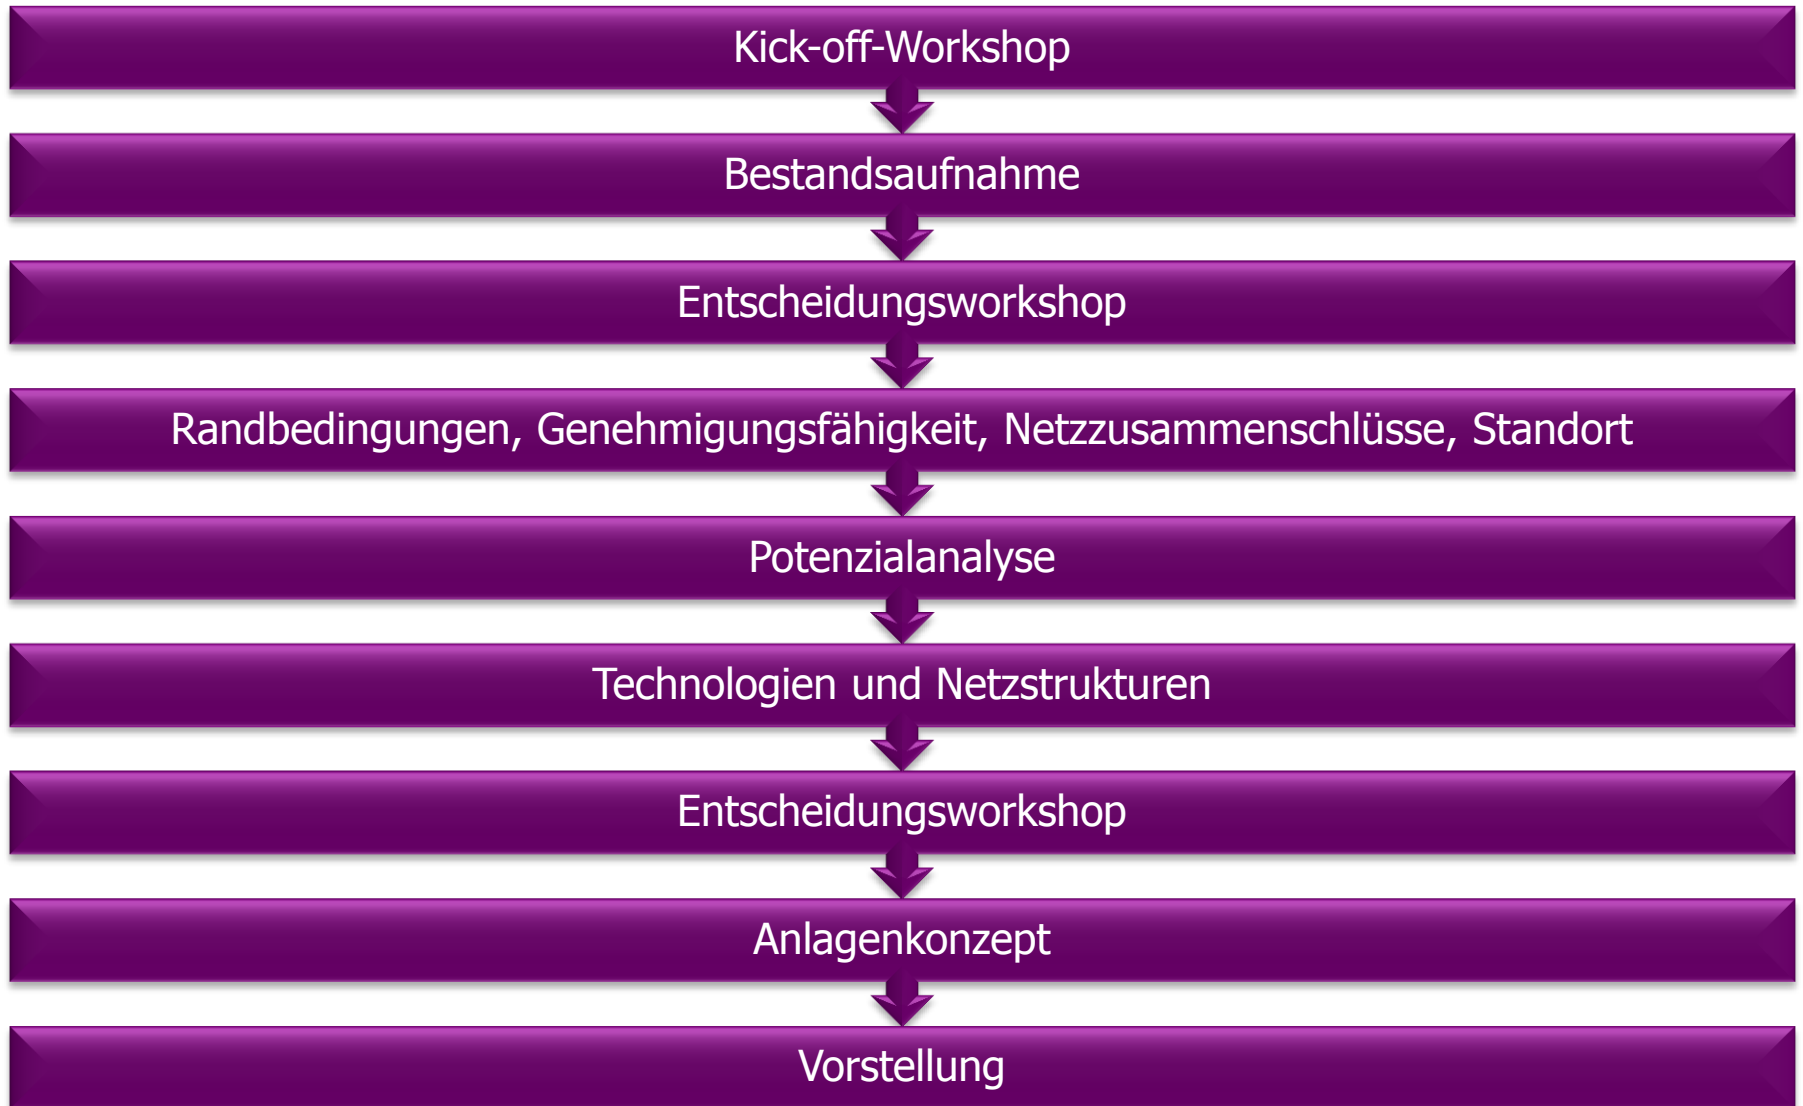 Kick-off-Workshop
Bestandsaufnahme
Entscheidungsworkshop
Randbedingungen, Genehmigungsfähigkeit, Netzzusammenschlüsse, Standort
Potenzialanalyse
Technologien und Netzstrukturen
Entscheidungsworkshop
Anlagenkonzept
Vorstellung